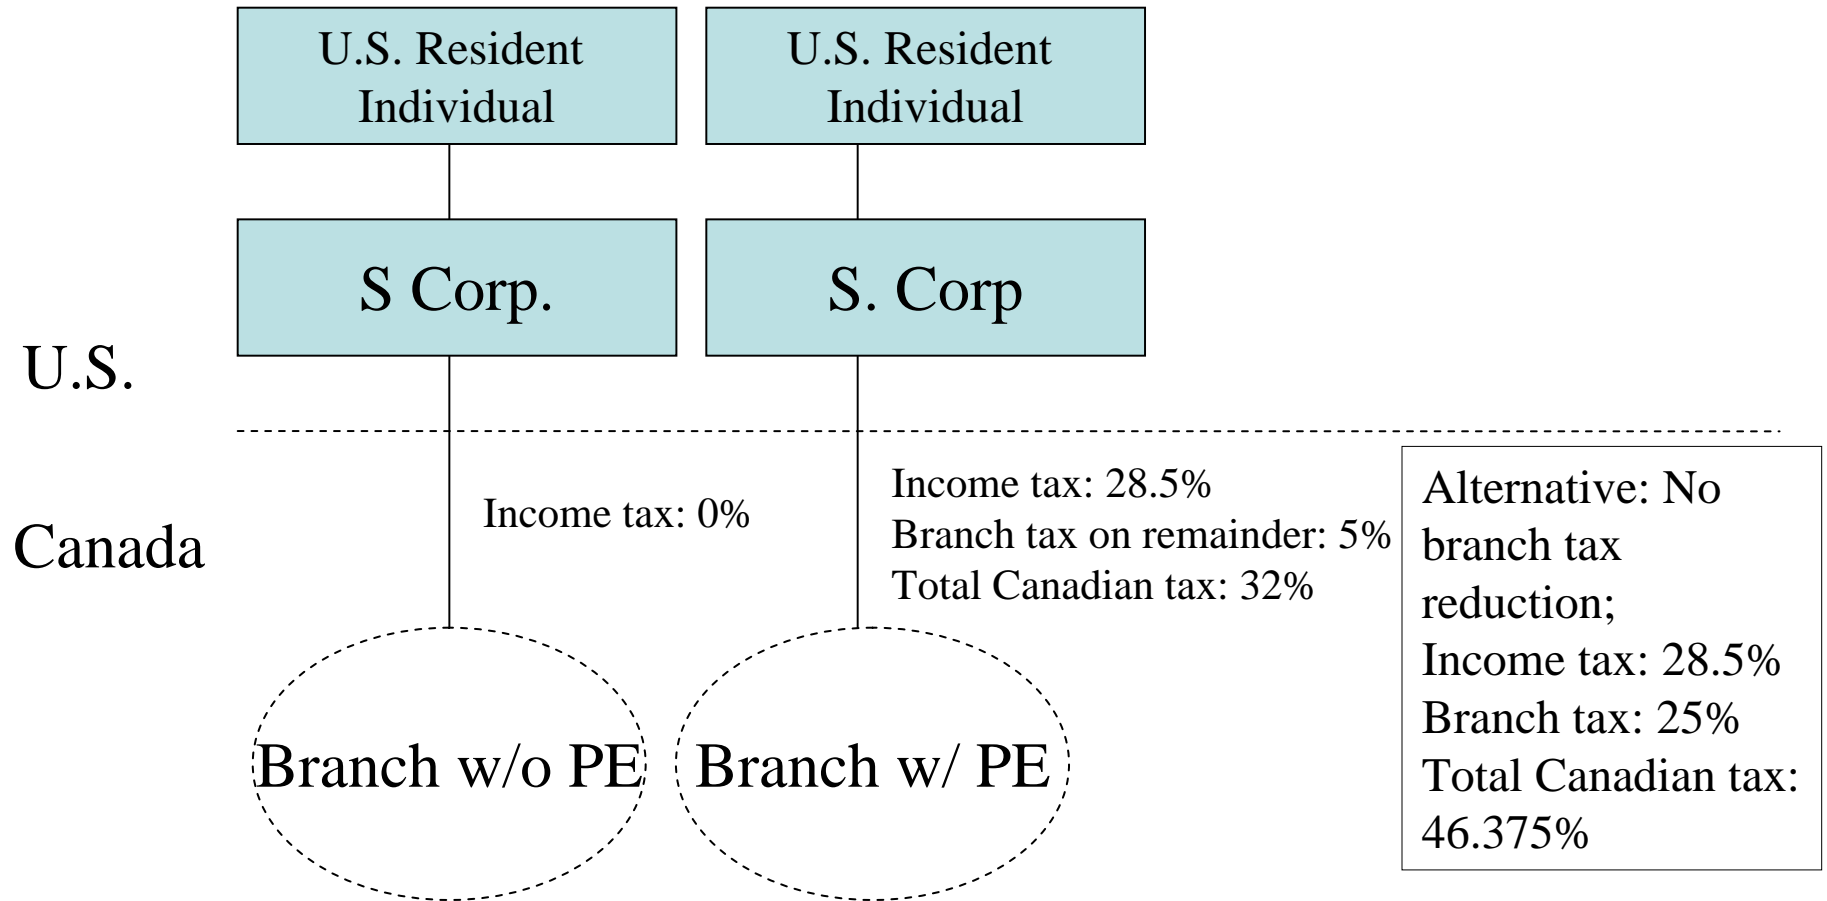 U.S. Resident
Individual
U.S. Resident
Individual
S Corp.
S. Corp
U.S.
Canada
Income tax: 0%
Income tax: 28.5%
Branch tax on remainder: 5%
Total Canadian tax: 32%
Alternative: No
branch tax
reduction;
Income tax: 28.5%
Branch tax: 25%
Total Canadian tax:
46.375%
Branch w/o PE
Branch w/ PE